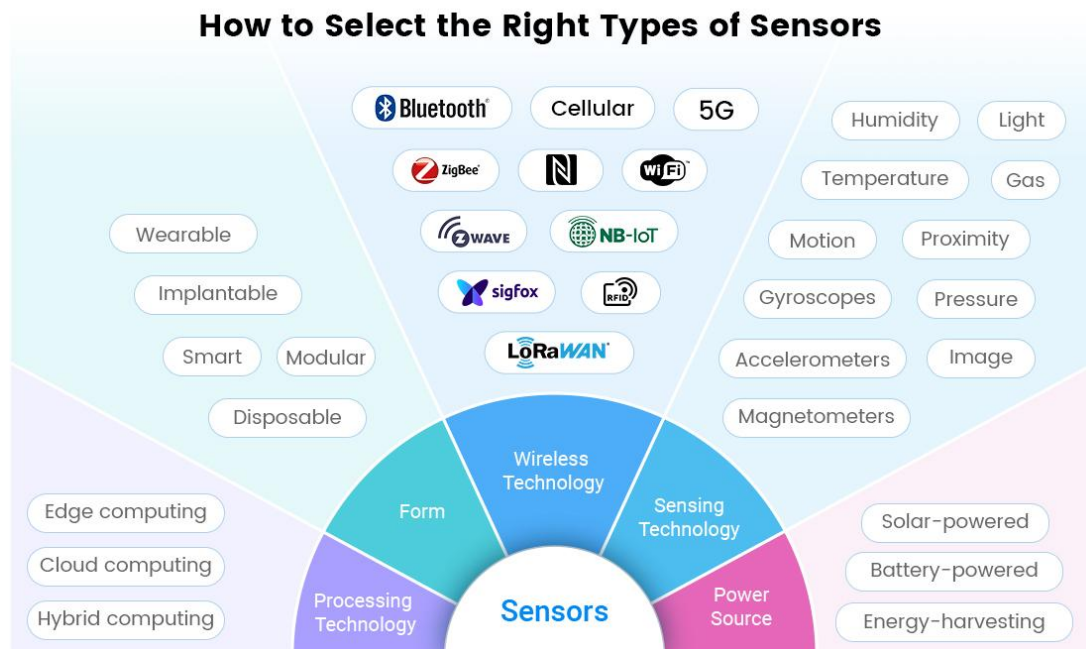 How to Select the Right Types of Sensors
Bluetooth®
Cellular
5G
ZigBee®
N
WiFi™
Z WAVE
NB-IoT
sigfox
RFID
LoRaWAN®
Humidity
Light
Temperature
Gas
Motion
Proximity
Gyroscopes
Pressure
Accelerometers
Image
Magnetometers
Wearable
Implantable
Smart
Modular
Disposable
Edge computing
Cloud computing
Hybrid computing
Solar-powered
Battery-powered
Energy-harvesting
Processing
Technology
Form
Wireless
Technology
Sensing
Technology
Power
Source
Sensors